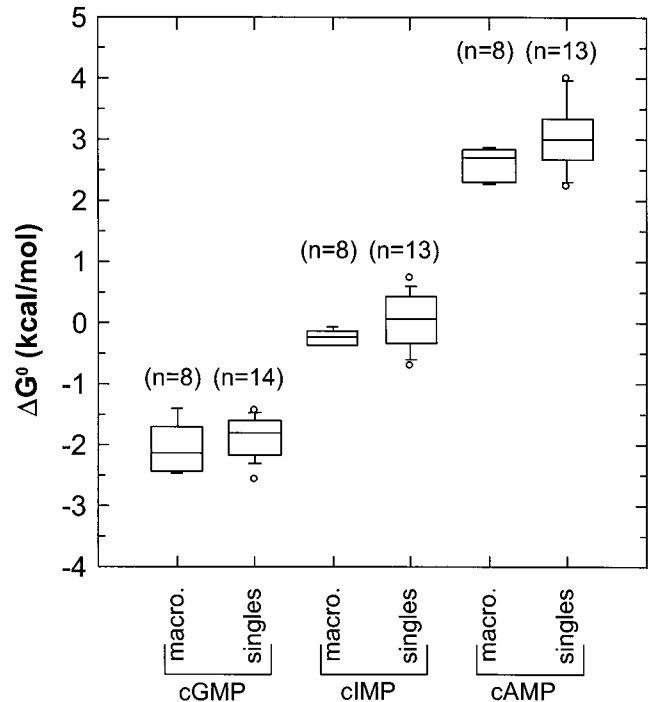 5
4
3
2
1
0
-1
-2
-3
-4
ΔG⁰ (kcal/mol)
(n=8) (n=13)
(n=8) (n=13)
(n=8) (n=14)
macro. singles macro. singles macro. singles
cGMP cIMP cAMP